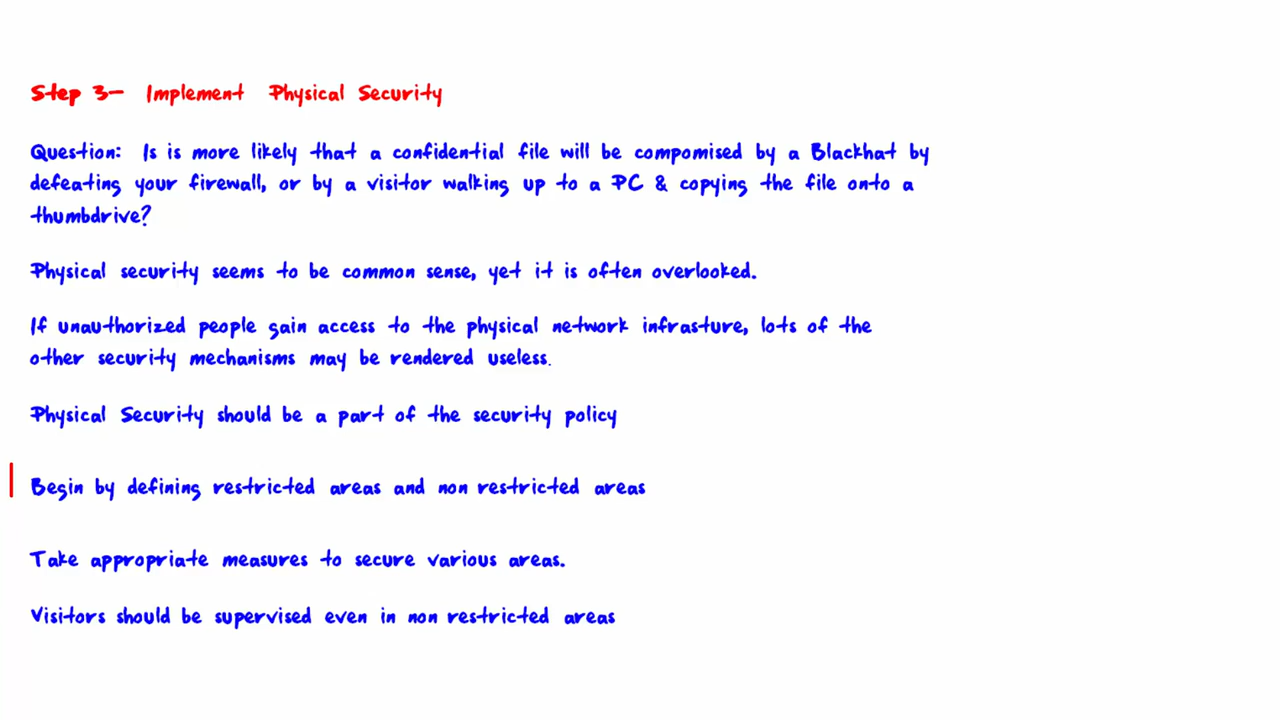 Step 3- Implement Physical Security
Question: Is is more likely that a confidential file will be compomised by a Blackhat by
defeating your firewall, or by a visitor walking up to a PC & copying the file onto a
thumbdrive?
Physical security seems to be common sense, yet it is often overlooked.
If unauthorized people gain access to the physical network infrasture, lots of the
other security mechanisms may be rendered useless.
Physical Security should be a part of the security policy
Begin by defining restricted areas and non restricted areas
Take appropriate measures to secure various areas.
Visitors should be supervised even in non restricted areas